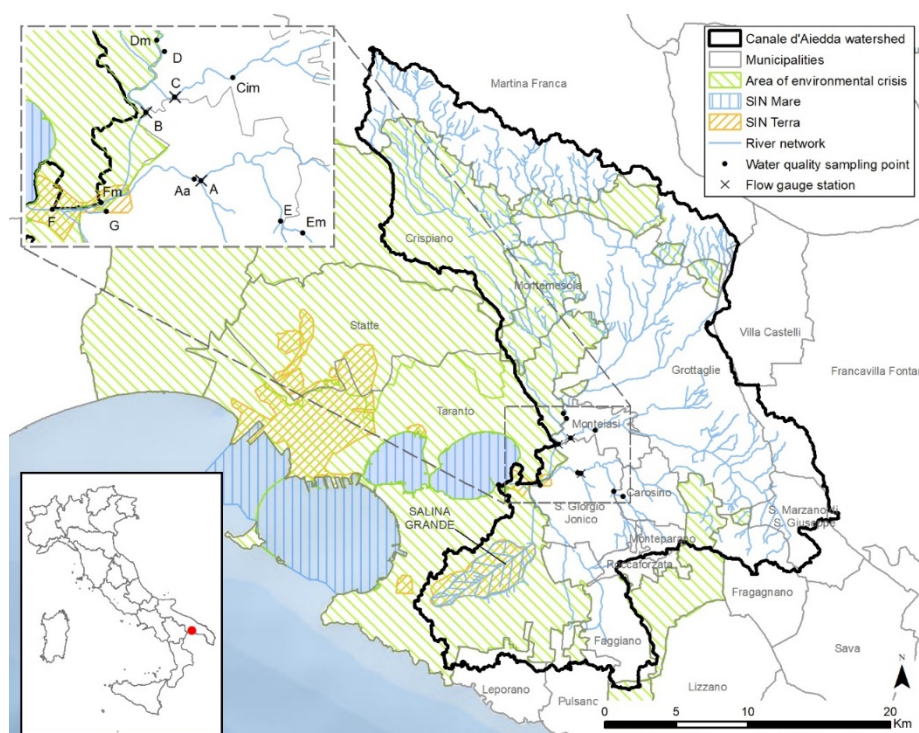 Dm
D
C
Cim
B
Aa
A
Fm
E
Em
F
G
Martina Franca
Canale d'Aiedda watershed
Municipalities
Area of environmental crisis
SIN Mare
SIN Terra
River network
Water quality sampling point
Flow gauge station
Crispiano
Montemesola
Statte
Villa Castelli
Grottaglie
Francavilla Fontan
Taranto
Monteiasi
SALINA
GRANDE
Carosino
S. Giorgio
Jonico
S. Marzano di
S. Giuseppe
Monteparano
Roccaforzata
Fragagnano
Faggiano
Sava
Leporano
Pulsano
Lizzano
N
0 10 20
Km